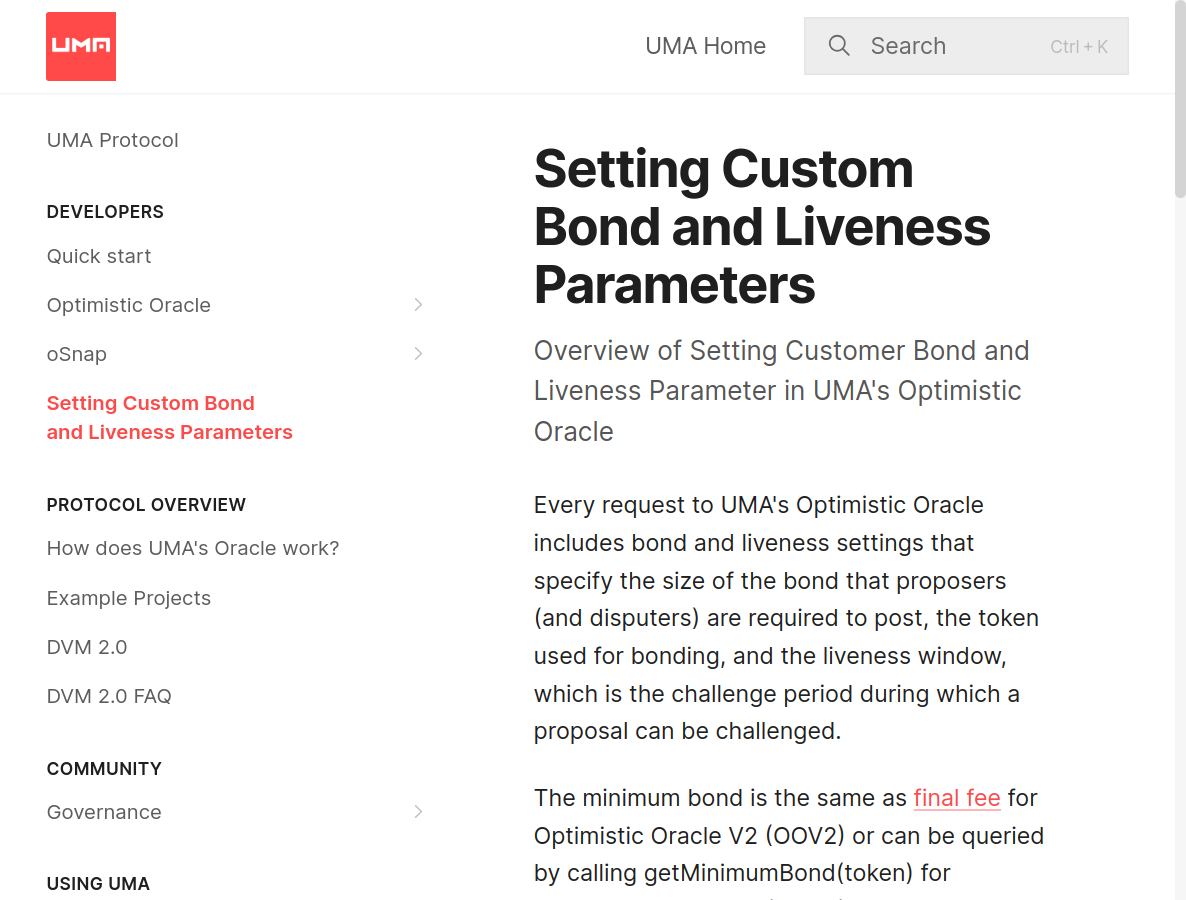 UMA
UMA Home
Search
Ctrl + K
UMA Protocol
DEVELOPERS
Quick start
Optimistic Oracle
oSnap
Setting Custom Bond
and Liveness Parameters
PROTOCOL OVERVIEW
How does UMA's Oracle work?
Example Projects
DVM 2.0
DVM 2.0 FAQ
COMMUNITY
Governance
USING UMA
Setting Custom
Bond and Liveness
Parameters
Overview of Setting Customer Bond and
Liveness Parameter in UMA's Optimistic
Oracle
Every request to UMA's Optimistic Oracle
includes bond and liveness settings that
specify the size of the bond that proposers
(and disputers) are required to post, the token
used for bonding, and the liveness window,
which is the challenge period during which a
proposal can be challenged.
The minimum bond is the same as final fee for
Optimistic Oracle V2 (OOV2) or can be queried
by calling getMinimumBond(token) for